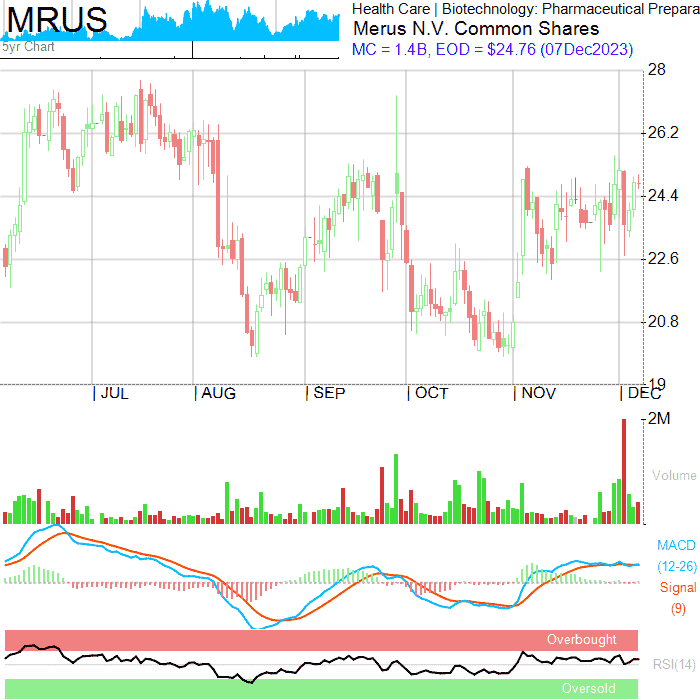 MRUS
5yr Chart
Health Care | Biotechnology: Pharmaceutical Prepara
Merus N.V. Common Shares
MC = 1.4B, EOD = $24.76 (07Dec2023)
28
26.2
24.4
22.6
20.8
19
JUL AUG SEP OCT NOV DEC
2M
Volume
MACD
(12-26)
Signal
(9)
Overbought
RSI(14)
Oversold